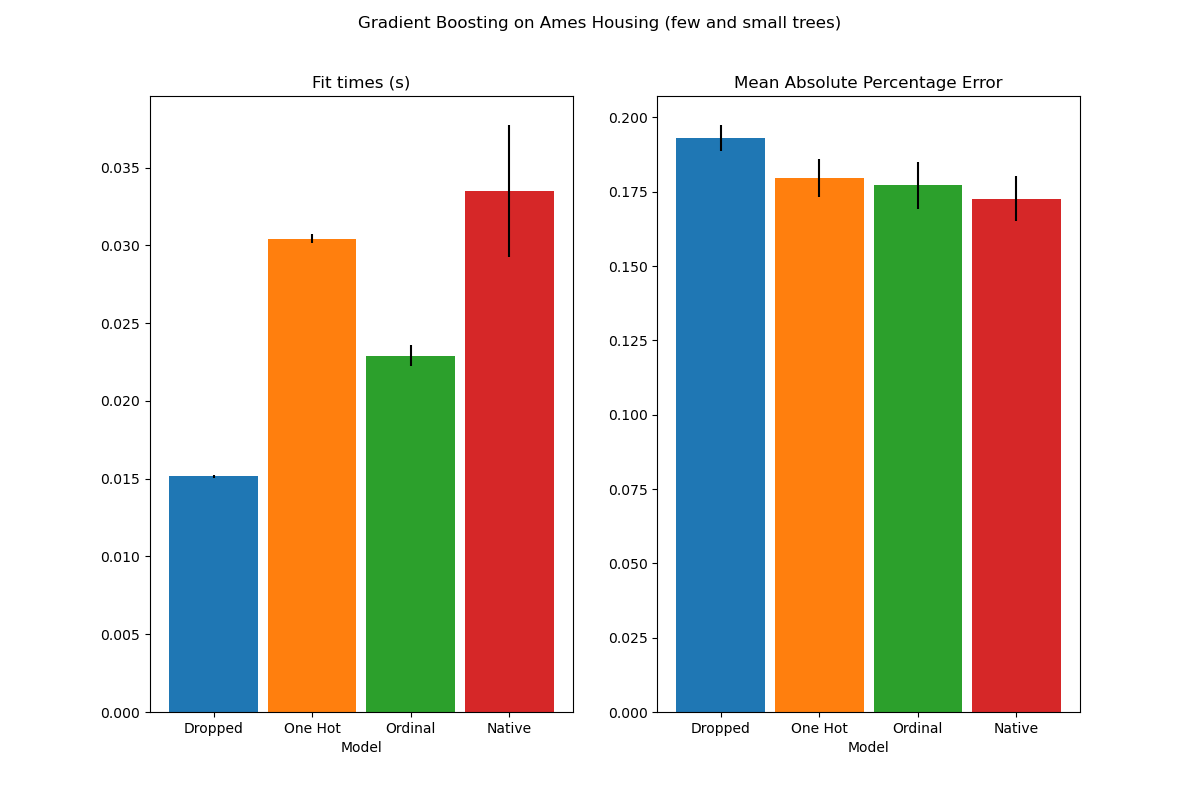 Gradient Boosting on Ames Housing (few and small trees)
Fit times (s)
0.035
0.030
0.025
0.020
0.015
0.010
0.005
0.000
Dropped One Hot Ordinal Native
Model
Mean Absolute Percentage Error
0.200
0.175
0.150
0.125
0.100
0.075
0.050
0.025
0.000
Dropped One Hot Ordinal Native
Model